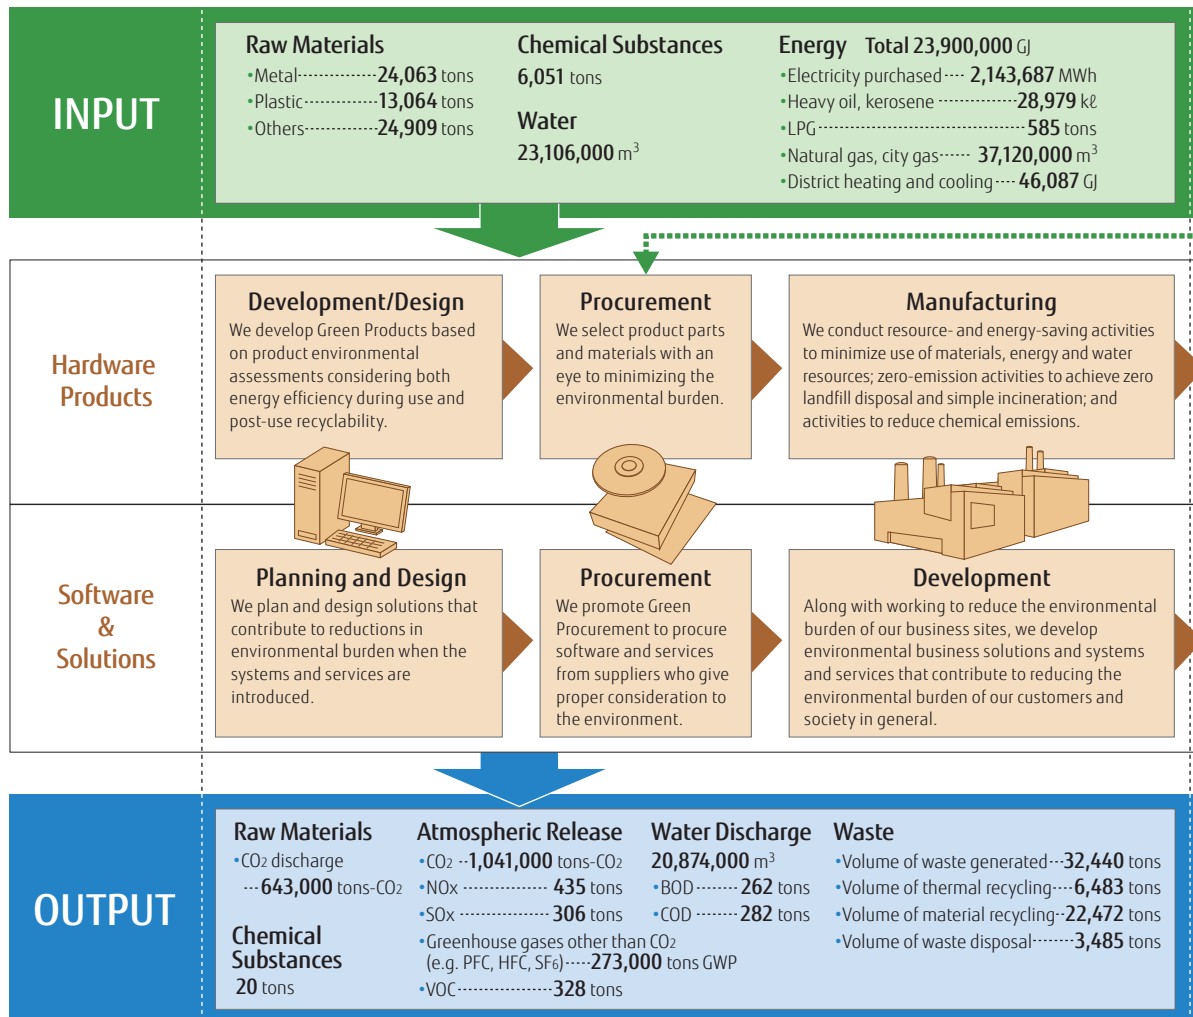 INPUT
Raw Materials
•Metal------------24,063 tons
•Plastic-----------13,064 tons
•Others-----------24,909 tons
Chemical Substances
6,051 tons
Water
23,106,000 m³
Energy Total 23,900,000 GJ
•Electricity purchased---- 2,143,687 MWh
•Heavy oil, kerosene ------------28,979 kℓ
•LPG-------------------------------- 585 tons
•Natural gas, city gas------ 37,120,000 m³
•District heating and cooling---- 46,087 GJ
Hardware
Products
Development/Design
We develop Green Products based
on product environmental
assessments considering both
energy efficiency during use and
post-use recyclability.
Procurement
We select product parts
and materials with an
eye to minimizing the
environmental burden.
Manufacturing
We conduct resource- and energy-saving activities
to minimize use of materials, energy and water
resources; zero-emission activities to achieve zero
landfill disposal and simple incineration; and
activities to reduce chemical emissions.
Software
&
Solutions
Planning and Design
We plan and design solutions that
contribute to reductions in
environmental burden when the
systems and services are
introduced.
Procurement
We promote Green
Procurement to procure
software and services
from suppliers who give
proper consideration to
the environment.
Development
Along with working to reduce the environmental
burden of our business sites, we develop
environmental business solutions and systems
and services that contribute to reducing the
environmental burden of our customers and
society in general.
OUTPUT
Raw Materials
•CO2 discharge
---643,000 tons-CO2
Chemical
Substances
20 tons
Atmospheric Release
•CO2 --1,041,000 tons-CO2
•NOx -------------- 435 tons
•SOx -------------- 306 tons
•Greenhouse gases other than CO2
(e.g. PFC, HFC, SF6)-----273,000 tons GWP
•VOC---------------328 tons
Water Discharge
20,874,000 m³
•BOD------- 262 tons
•COD ------- 282 tons
Waste
•Volume of waste generated---32,440 tons
•Volume of thermal recycling----6,483 tons
•Volume of material recycling--22,472 tons
•Volume of waste disposal-------3,485 tons